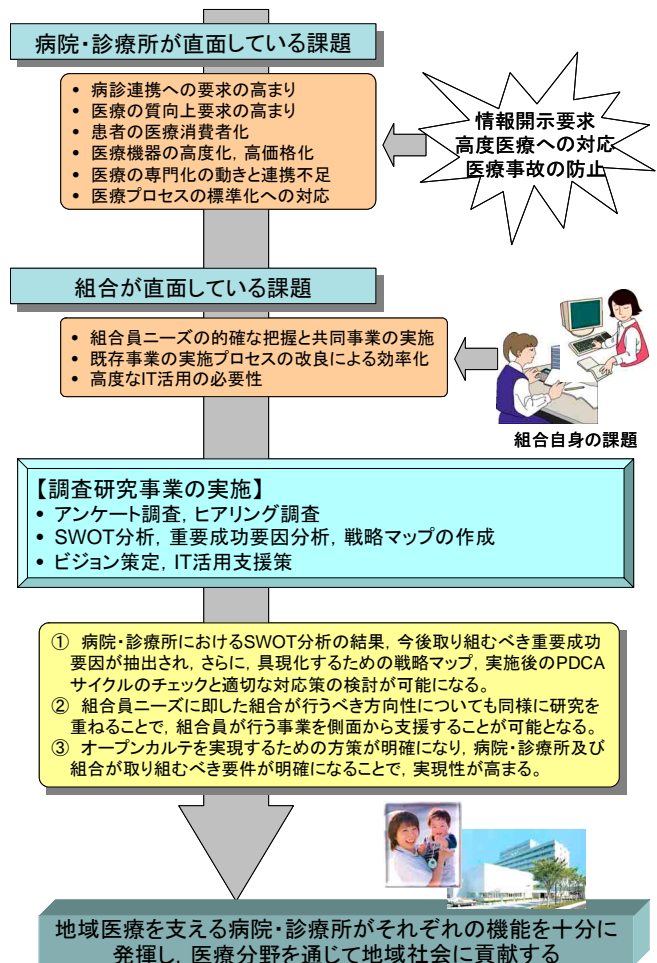 病院・診療所が直面している課題
• 病診連携への要求の高まり
• 医療の質向上要求の高まり
• 患者の医療消費者化
• 医療機器の高度化，高価格化
• 医療の専門化の動きと連携不足
• 医療プロセスの標準化への対応
情報開示要求
高度医療への対応
医療事故の防止
組合が直面している課題
• 組合員ニーズの的確な把握と共同事業の実施
• 既存事業の実施プロセスの改良による効率化
• 高度なIT活用の必要性
組合自身の課題
【調査研究事業の実施】
• アンケート調査，ヒアリング調査
• SWOT分析，重要成功要因分析，戦略マップの作成
• ビジョン策定，IT活用支援策
① 病院・診療所におけるSWOT分析の結果，今後取り組むべき重要成功
要因が抽出され，さらに，具現化するための戦略マップ，実施後のPDCA
サイクルのチェックと適切な対応策の検討が可能になる。
② 組合員ニーズに即した組合が行うべき方向性についても同様に研究を
重ねることで，組合員が行う事業を側面から支援することが可能となる。
③ オープンカルテを実現するための方策が明確になり，病院・診療所及び
組合が取り組むべき要件が明確になることで，実現性が高まる。
地域医療を支える病院・診療所がそれぞれの機能を十分に
発揮し，医療分野を通じて地域社会に貢献する